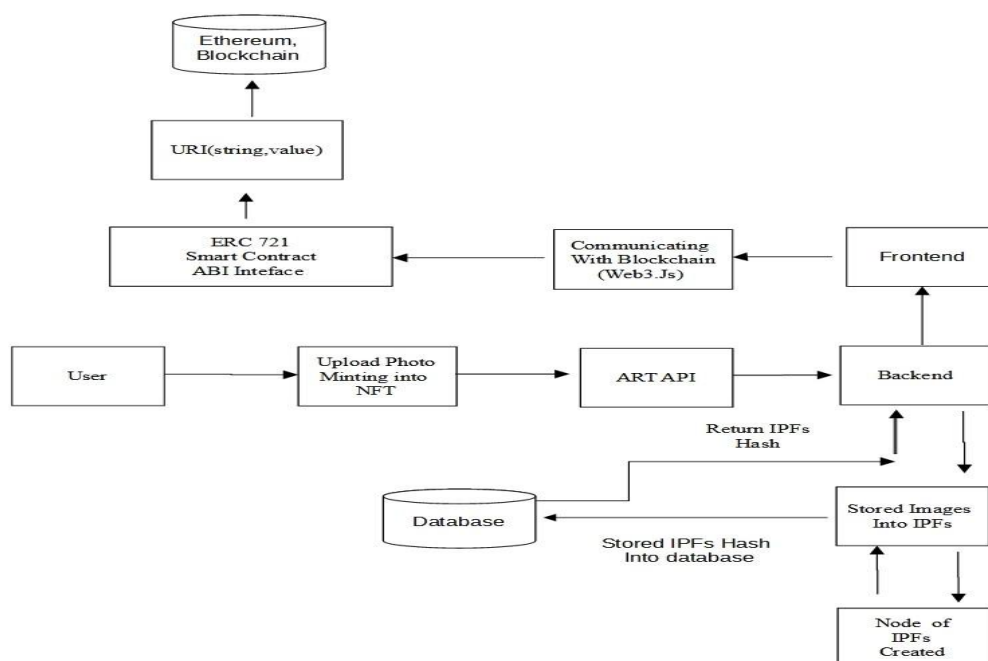 Ethereum,
Blockchain
URI(string,value)
ERC 721
Smart Contract
ABI Inteface
Communicating
With Blockchain
(Web3.Js)
Frontend
User
Upload Photo
Minting into
NFT
ART API
Backend
Return IPFs
Hash
Database
Stored Images
Into IPFs
Stored IPFs Hash
Into database
Node of
IPFs
Created